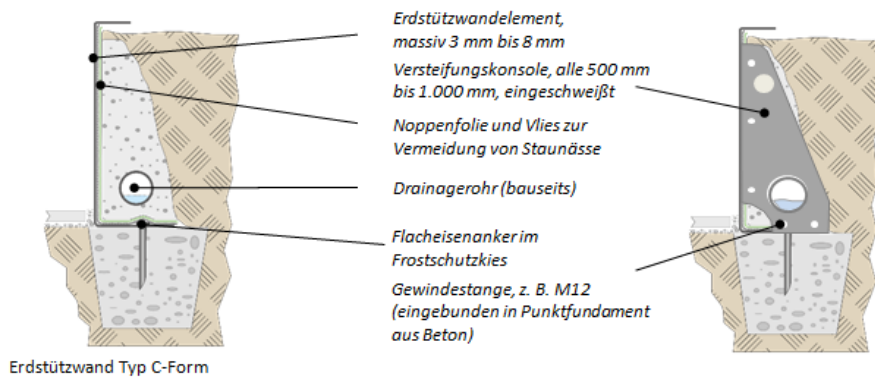 Erdstützwandelement,
massiv 3 mm bis 8 mm
Versteifungskonsole, alle 500 mm
bis 1.000 mm, eingeschweißt
Noppenfolie und Vlies zur
Vermeidung von Staunässe
Drainagerohr (bauseits)
Flacheisenanker im
Frostschutzkies
Gewindestange, z. B. M12
(eingebunden in Punktfundament
aus Beton)
Erdstützwand Typ C-Form